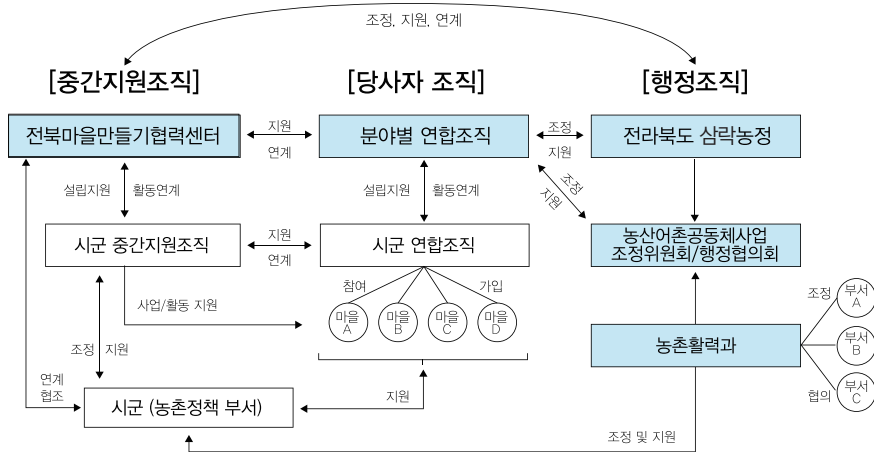 조정, 지원, 연계
[중간지원조직]
[당사자 조직]
[행정조직]
전북마을만들기협력센터
지원
연계
분야별 연합조직
조정
지원
전라북도 삼락농정
설립지원
활동연계
설립지원
활동연계
조정
지원
시군 중간지원조직
지원
연계
시군 연합조직
농산어촌공동체사업
조정위원회/행정협의회
참여
가입
사업/활동 지원
마을
A
마을
B
마을
C
마을
D
조정
부서
A
부서
B
부서
C
협의
농촌활력과
조정
지원
연계
협조
시군 (농촌정책 부서)
지원
조정 및 지원